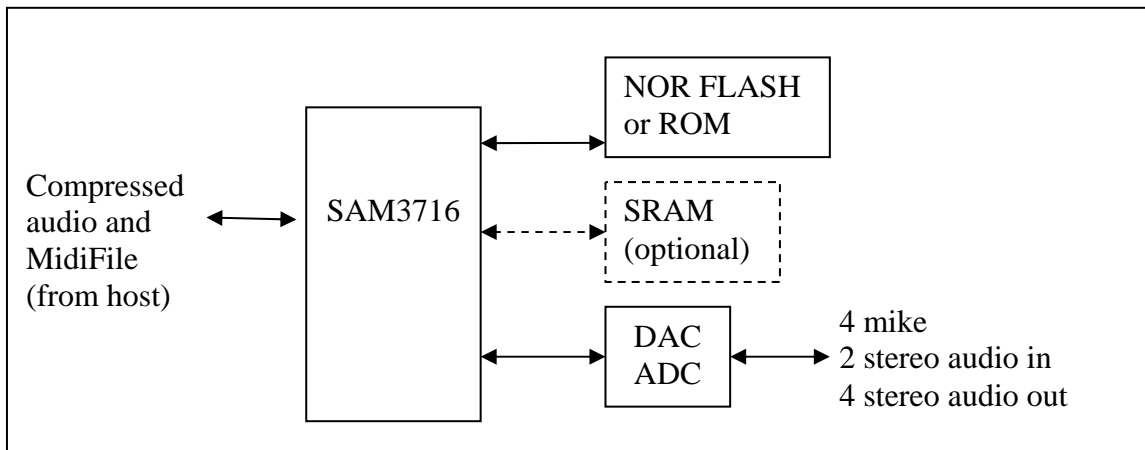 Compressed
audio and
MidiFile
(from host)
SAM3716
NOR FLASH
or ROM
SRAM
(optional)
DAC
ADC
4 mike
2 stereo audio in
4 stereo audio out